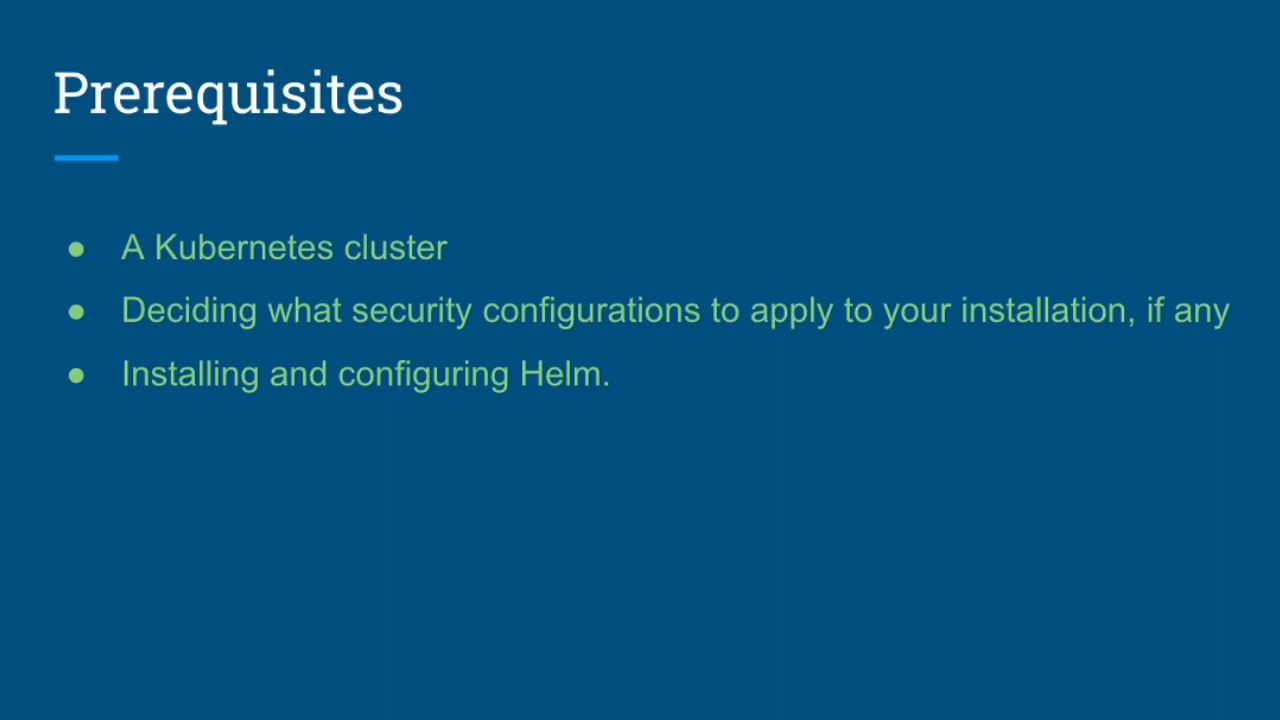 Prerequisites
● A Kubernetes cluster
● Deciding what security configurations to apply to your installation, if any
● Installing and configuring Helm.